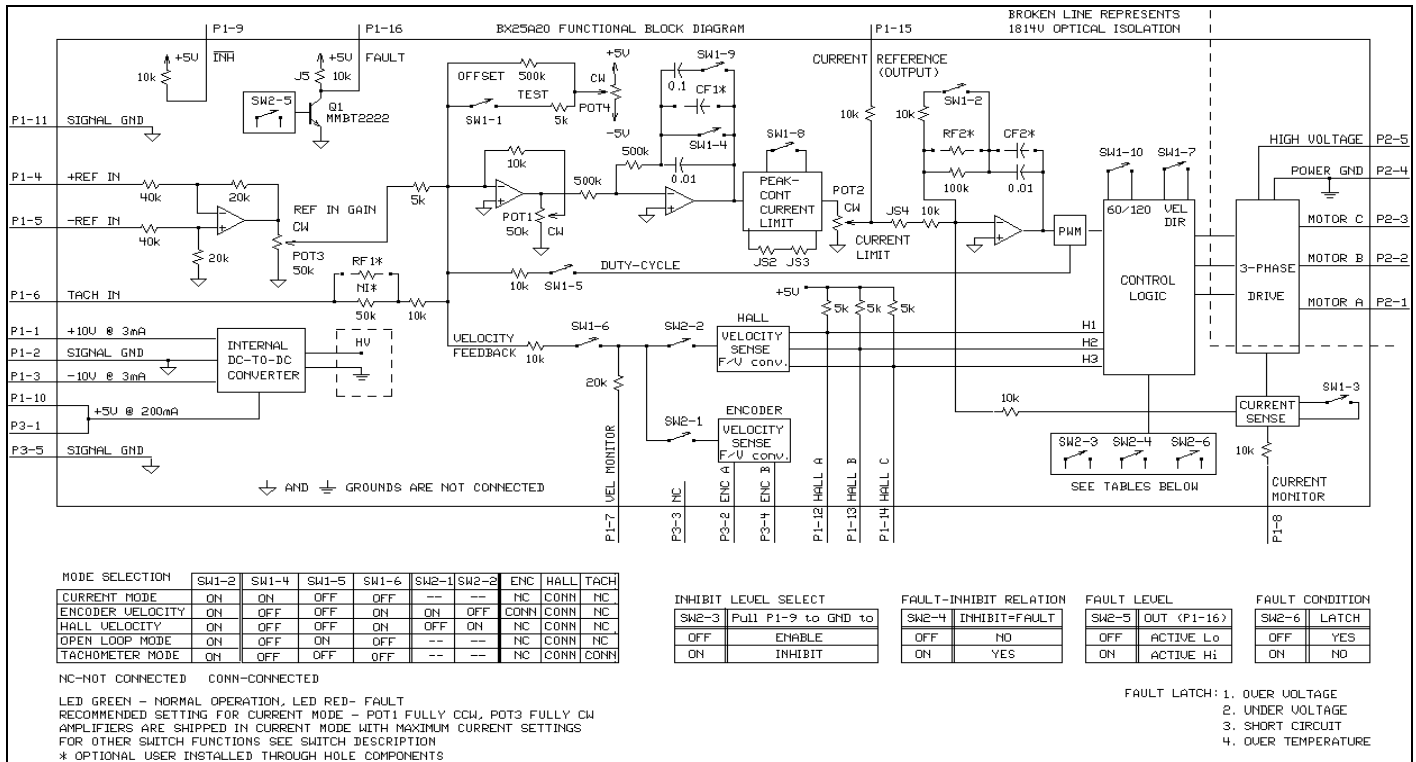 BX25A20 FUNCTIONAL BLOCK DIAGRAM
BROKEN LINE REPRESENTS
1814V OPTICAL ISOLATION
P1-9
P1-16
P1-15
+5V
INH
10k
+5V
FAULT
J5
10k
SW2-5
Q1
MMBT2222
OFFSET
500k
TEST
SW1-1
5k
+5V
CW
POT4
-5V
SW1-9
0.1
CF1*
SW1-4
500k
0.01
CURRENT REFERENCE
(OUTPUT)
10k
SW1-2
10k
RF2*
CF2*
100k
0.01
P1-11
SIGNAL GND
P1-4
+REF IN
40k
20k
P1-5
-REF IN
40k
20k
REF IN GAIN
CW
POT3
50k
5k
10k
POT1
50k
CW
500k
SW1-8
PEAK-
CONT
CURRENT
LIMIT
JS2
JS3
POT2
CW
CURRENT
LIMIT
JS4
10k
PWM
SW1-10
SW1-7
60/120
VEL
DIR
CONTROL
LOGIC
HIGH VOLTAGE
P2-5
POWER GND
P2-4
MOTOR C
P2-3
MOTOR B
P2-2
MOTOR A
P2-1
3-PHASE
DRIVE
P1-6
TACH IN
RF1*
NI*
50k
10k
10k
SW1-5
DUTY-CYCLE
P1-1
+10V @ 3mA
P1-2
SIGNAL GND
P1-3
-10V @ 3mA
P1-10
+5V @ 200mA
P3-1
P3-5
SIGNAL GND
INTERNAL
DC-TO-DC
CONVERTER
HV
VELOCITY
FEEDBACK
10k
SW1-6
SW2-2
HALL
VELOCITY
SENSE
F/V conv.
+5V
5k
5k
5k
H1
H2
H3
20k
SW2-1
ENCODER
VELOCITY
SENSE
F/V conv.
10k
CURRENT
SENSE
SW1-3
10k
CURRENT
MONITOR
P1-8
SW2-3
SW2-4
SW2-6
SEE TABLES BELOW
AND
GROUNDS ARE NOT CONNECTED
P1-7 VEL MONITOR
P3-3 NC
P3-2 ENC A
P3-4 ENC B
P1-12 HALL A
P1-13 HALL B
P1-14 HALL C
MODE SELECTION SW1-2 SW1-4 SW1-5 SW1-6 SW2-1 SW2-2 ENC HALL TACH
CURRENT MODE ON ON OFF OFF -- -- NC CONN NC
ENCODER VELOCITY ON OFF OFF ON ON OFF CONN CONN NC
HALL VELOCITY ON OFF OFF ON OFF ON NC CONN NC
OPEN LOOP MODE ON OFF ON OFF -- -- NC CONN NC
TACHOMETER MODE ON OFF OFF OFF -- -- NC CONN CONN
NC-NOT CONNECTED CONN-CONNECTED
INHIBIT LEVEL SELECT
SW2-3 Pull P1-9 to GND to
OFF ENABLE
ON INHIBIT
FAULT-INHIBIT RELATION
SW2-4 INHIBIT=FAULT
OFF NO
ON YES
FAULT LEVEL
SW2-5 OUT (P1-16)
OFF ACTIVE Lo
ON ACTIVE Hi
FAULT CONDITION
SW2-6 LATCH
OFF YES
ON NO
LED GREEN - NORMAL OPERATION, LED RED- FAULT
RECOMMENDED SETTING FOR CURRENT MODE - POT1 FULLY CCW, POT3 FULLY CW
AMPLIFIERS ARE SHIPPED IN CURRENT MODE WITH MAXIMUM CURRENT SETTINGS
FOR OTHER SWITCH FUNCTIONS SEE SWITCH DESCRIPTION
* OPTIONAL USER INSTALLED THROUGH HOLE COMPONENTS
FAULT LATCH: 1. OVER VOLTAGE
2. UNDER VOLTAGE
3. SHORT CIRCUIT
4. OVER TEMPERATURE